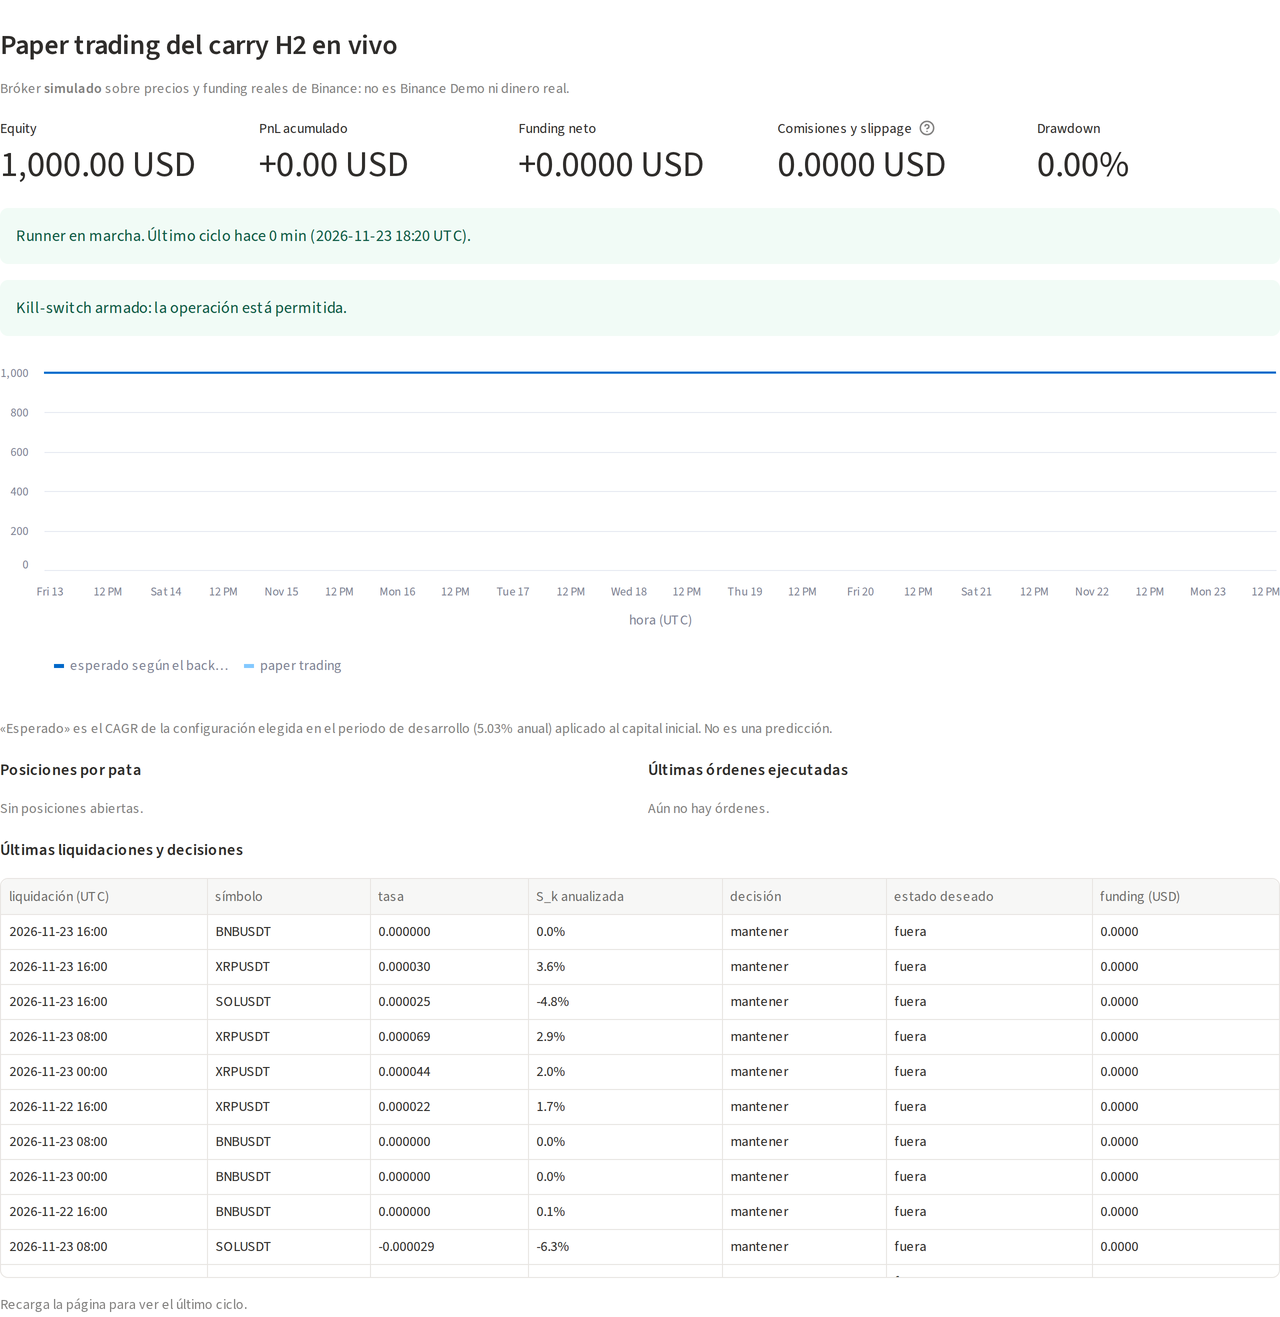 Paper trading del carry H2 en vivo
Bróker simulado sobre precios y funding reales de Binance: no es Binance Demo ni dinero real.
Equity PnL acumulado Funding neto Comisiones y slippage Drawdown
1,000.00 USD +0.00 USD +0.0000 USD 0.0000 USD 0.00%
Runner en marcha. Último ciclo hace 0 min (2026-11-23 18:20 UTC).
Kill-switch armado: la operación está permitida.
1,000
800
600
400
200
0
Fri 13 12 PM Sat 14 12 PM Nov 15 12 PM Mon 16 12 PM Tue 17 12 PM Wed 18 12 PM Thu 19 12 PM Fri 20 12 PM Sat 21 12 PM Nov 22 12 PM Mon 23 12 PM
hora (UTC)
esperado según el back… paper trading
«Esperado» es el CAGR de la configuración elegida en el periodo de desarrollo (5.03% anual) aplicado al capital inicial. No es una predicción.
Posiciones por pata Últimas órdenes ejecutadas
Sin posiciones abiertas. Aún no hay órdenes.
Últimas liquidaciones y decisiones
liquidación (UTC) símbolo tasa S_k anualizada decisión estado deseado funding (USD)
2026-11-23 16:00 BNBUSDT 0.000000 0.0% mantener fuera 0.0000
2026-11-23 16:00 XRPUSDT 0.000030 3.6% mantener fuera 0.0000
2026-11-23 16:00 SOLUSDT 0.000025 -4.8% mantener fuera 0.0000
2026-11-23 08:00 XRPUSDT 0.000069 2.9% mantener fuera 0.0000
2026-11-23 00:00 XRPUSDT 0.000044 2.0% mantener fuera 0.0000
2026-11-22 16:00 XRPUSDT 0.000022 1.7% mantener fuera 0.0000
2026-11-23 08:00 BNBUSDT 0.000000 0.0% mantener fuera 0.0000
2026-11-23 00:00 BNBUSDT 0.000000 0.0% mantener fuera 0.0000
2026-11-22 16:00 BNBUSDT 0.000000 0.1% mantener fuera 0.0000
2026-11-23 08:00 SOLUSDT -0.000029 -6.3% mantener fuera 0.0000
Recarga la página para ver el último ciclo.